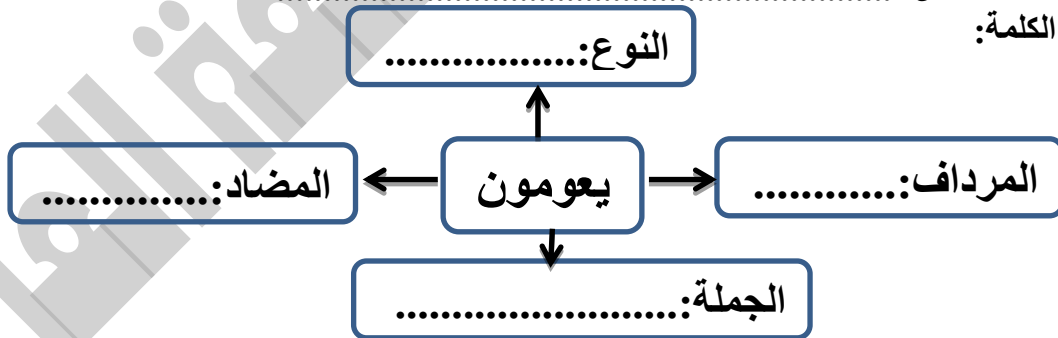 الكلمة:
النوع:.................
المرداف:............
يعومون
المضاد:...............
الجملة:.........................